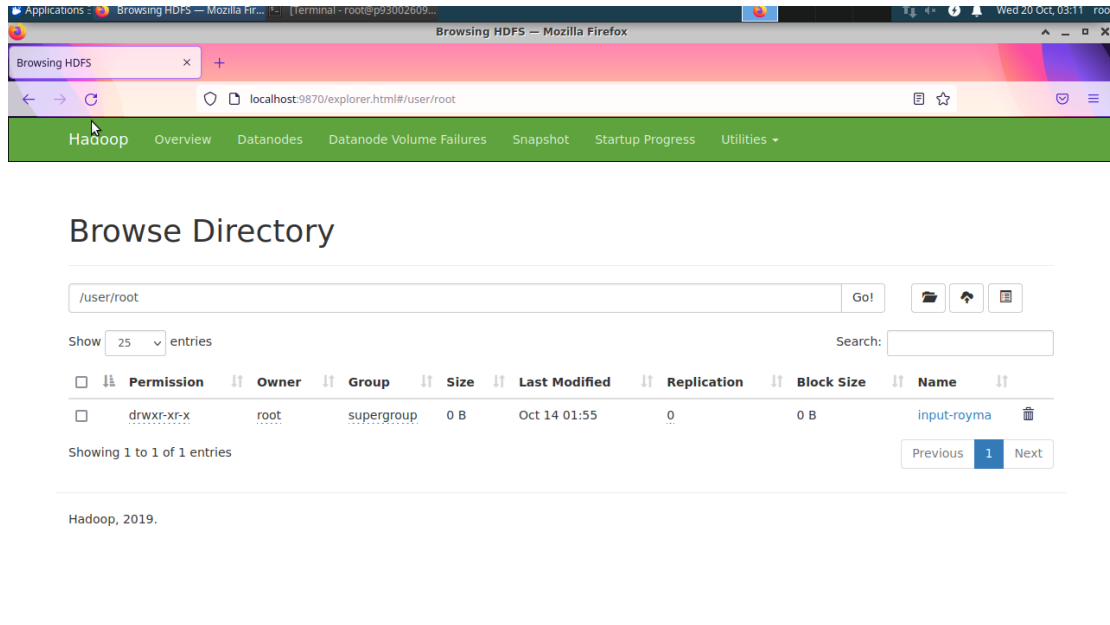 Applications : Browsing HDFS — Mozilla Fir... [Terminal - root@p93002609... Wed 20 Oct, 03:11 roo
Browsing HDFS — Mozilla Firefox
Browsing HDFS
localhost:9870/explorer.html#/user/root
Hadoop Overview Datanodes Datanode Volume Failures Snapshot Startup Progress Utilities
Browse Directory
/user/root Go!
Show 25 entries Search:
Permission Owner Group Size Last Modified Replication Block Size Name
drwxr-xr-x root supergroup 0 B Oct 14 01:55 0 0 B input-royma
Showing 1 to 1 of 1 entries Previous 1 Next
Hadoop, 2019.